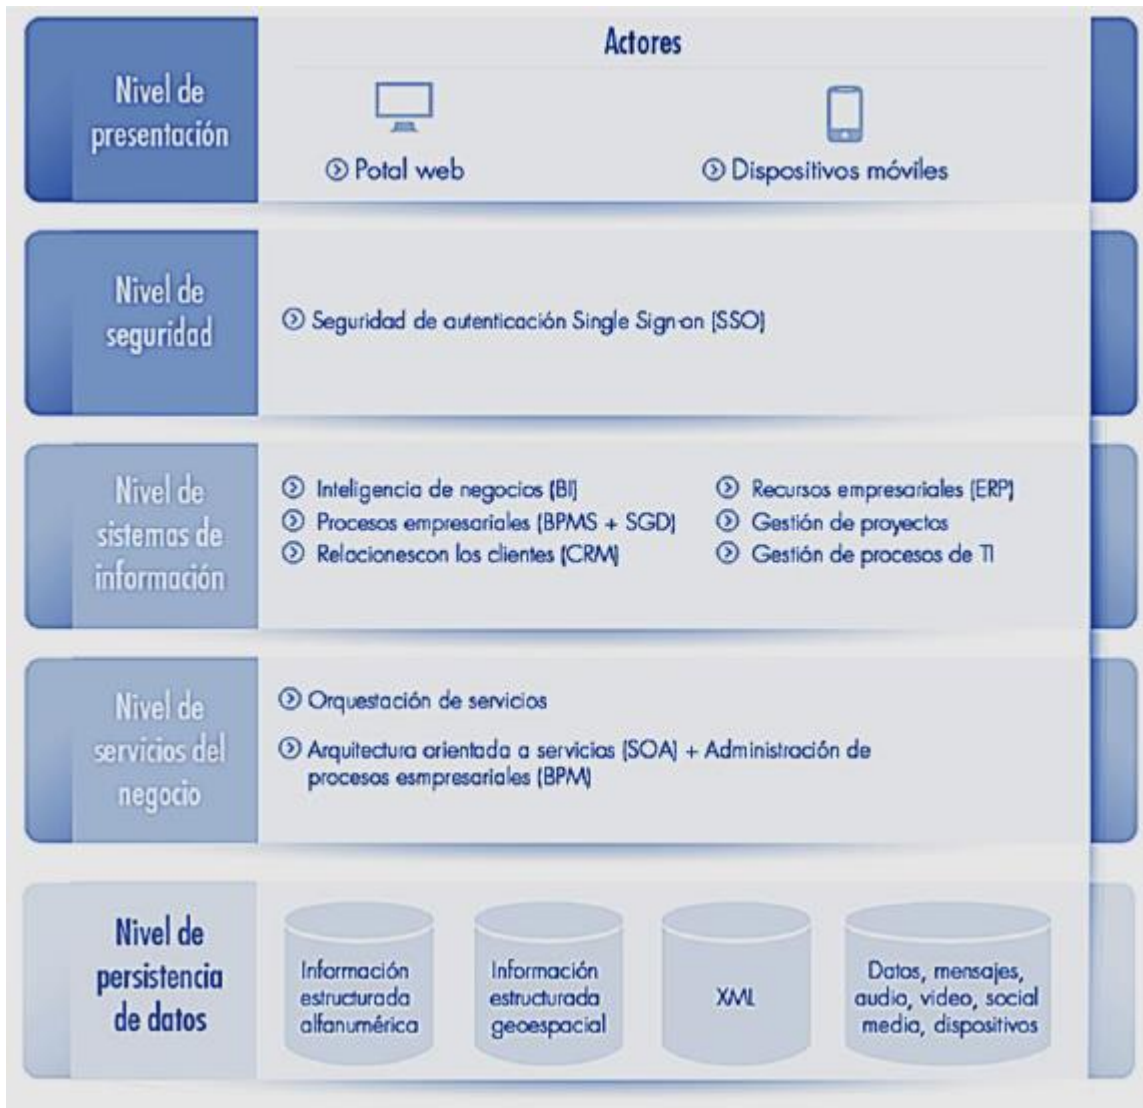 Actores
Nivel de
presentación
Potal web
Dispositivos móviles
Nivel de
seguridad
Seguridad de autenticación Single Sign-on (SSO)
Nivel de
sistemas de
información
Inteligencia de negocios (BI)
Procesos empresariales (BPMS + SGD)
Relacionescon los clientes (CRM)
Recursos empresariales (ERP)
Gestión de proyectos
Gestión de procesos de TI
Nivel de
servicios del
negocio
Orquestación de servicios
Arquitectura orientada a servicios (SOA) + Administración de
procesos esmpresariales (BPM)
Nivel de
persistencia
de datos
Información
estructurada
alfanumérica
Información
estructurada
geoespacial
XML
Datos, mensajes,
audio, video, social
media, dispositivos